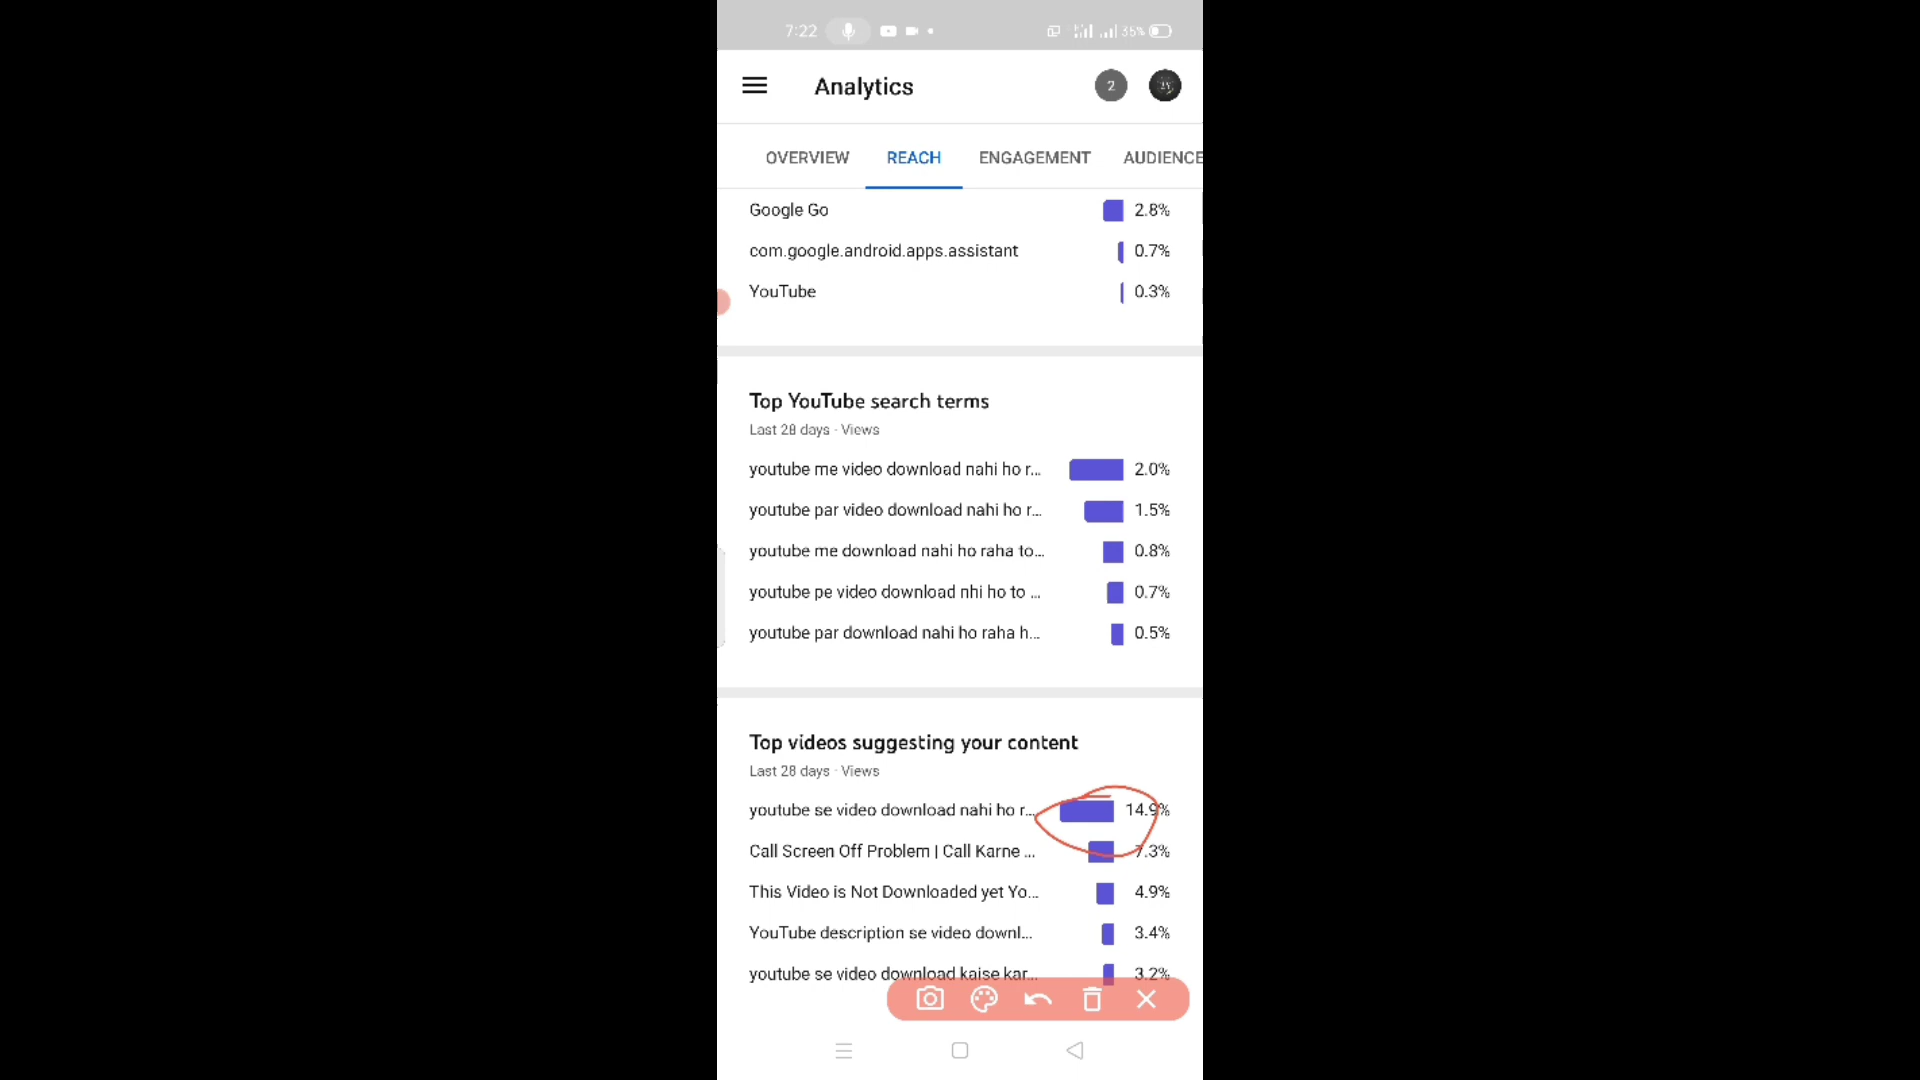 7:22 35%
Analytics 2
OVERVIEW REACH ENGAGEMENT AUDIENCE
Google Go 2.8%
com.google.android.apps.assistant 0.7%
YouTube 0.3%
Top YouTube search terms
Last 28 days · Views
youtube me video download nahi ho r... 2.0%
youtube par video download nahi ho r... 1.5%
youtube me download nahi ho raha to... 0.8%
youtube pe video download nhi ho to ... 0.7%
youtube par download nahi ho raha h... 0.5%
Top videos suggesting your content
Last 28 days · Views
youtube se video download nahi ho r... 14.9%
Call Screen Off Problem | Call Karne ... 7.3%
This Video is Not Downloaded yet Yo... 4.9%
YouTube description se video downl... 3.4%
youtube se video download kaise kar... 3.2%